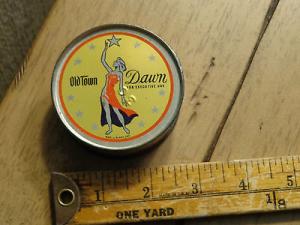 Old Town Dawn
FOR EXECUTIVE USE
1 2 3 4 5
ONE YARD
1/8